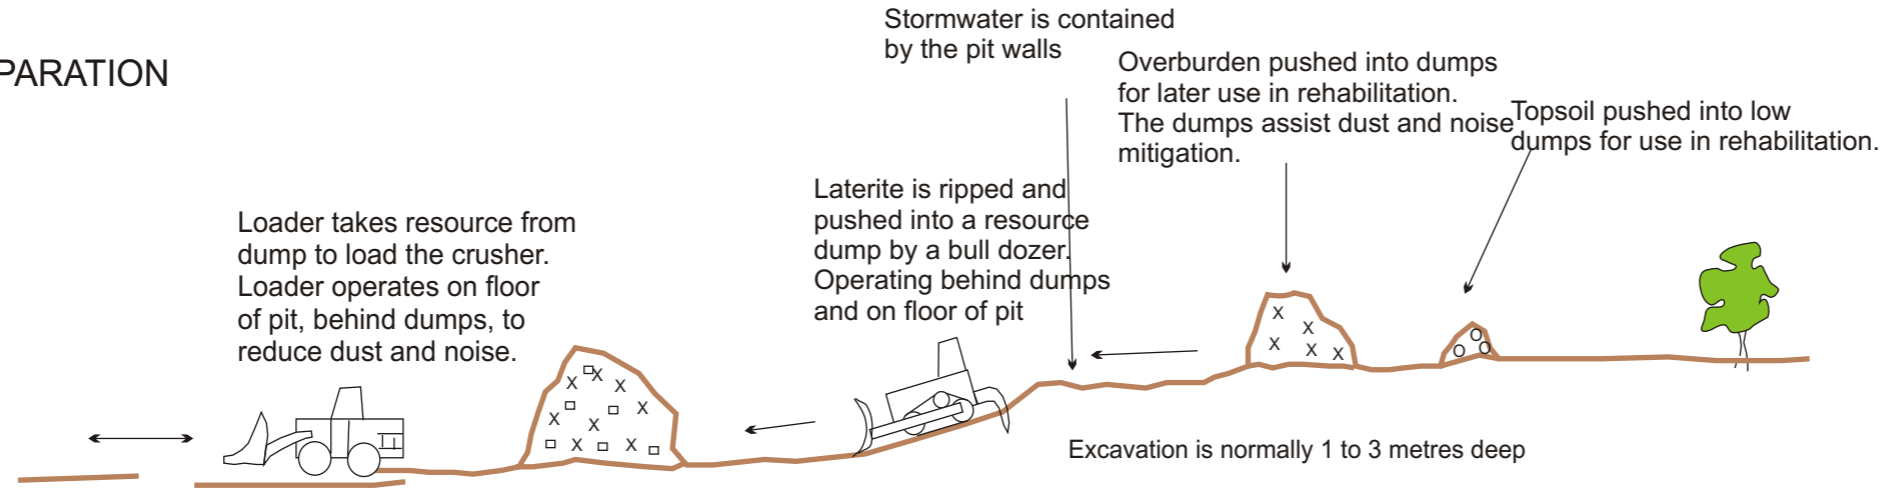 PARATION
Stormwater is contained
by the pit walls
Overburden pushed into dumps
for later use in rehabilitation.
The dumps assist dust and noise
mitigation.
Topsoil pushed into low
dumps for use in rehabilitation.
Laterite is ripped and
pushed into a resource
dump by a bull dozer.
Operating behind dumps
and on floor of pit
Loader takes resource from
dump to load the crusher.
Loader operates on floor
of pit, behind dumps, to
reduce dust and noise.
Excavation is normally 1 to 3 metres deep